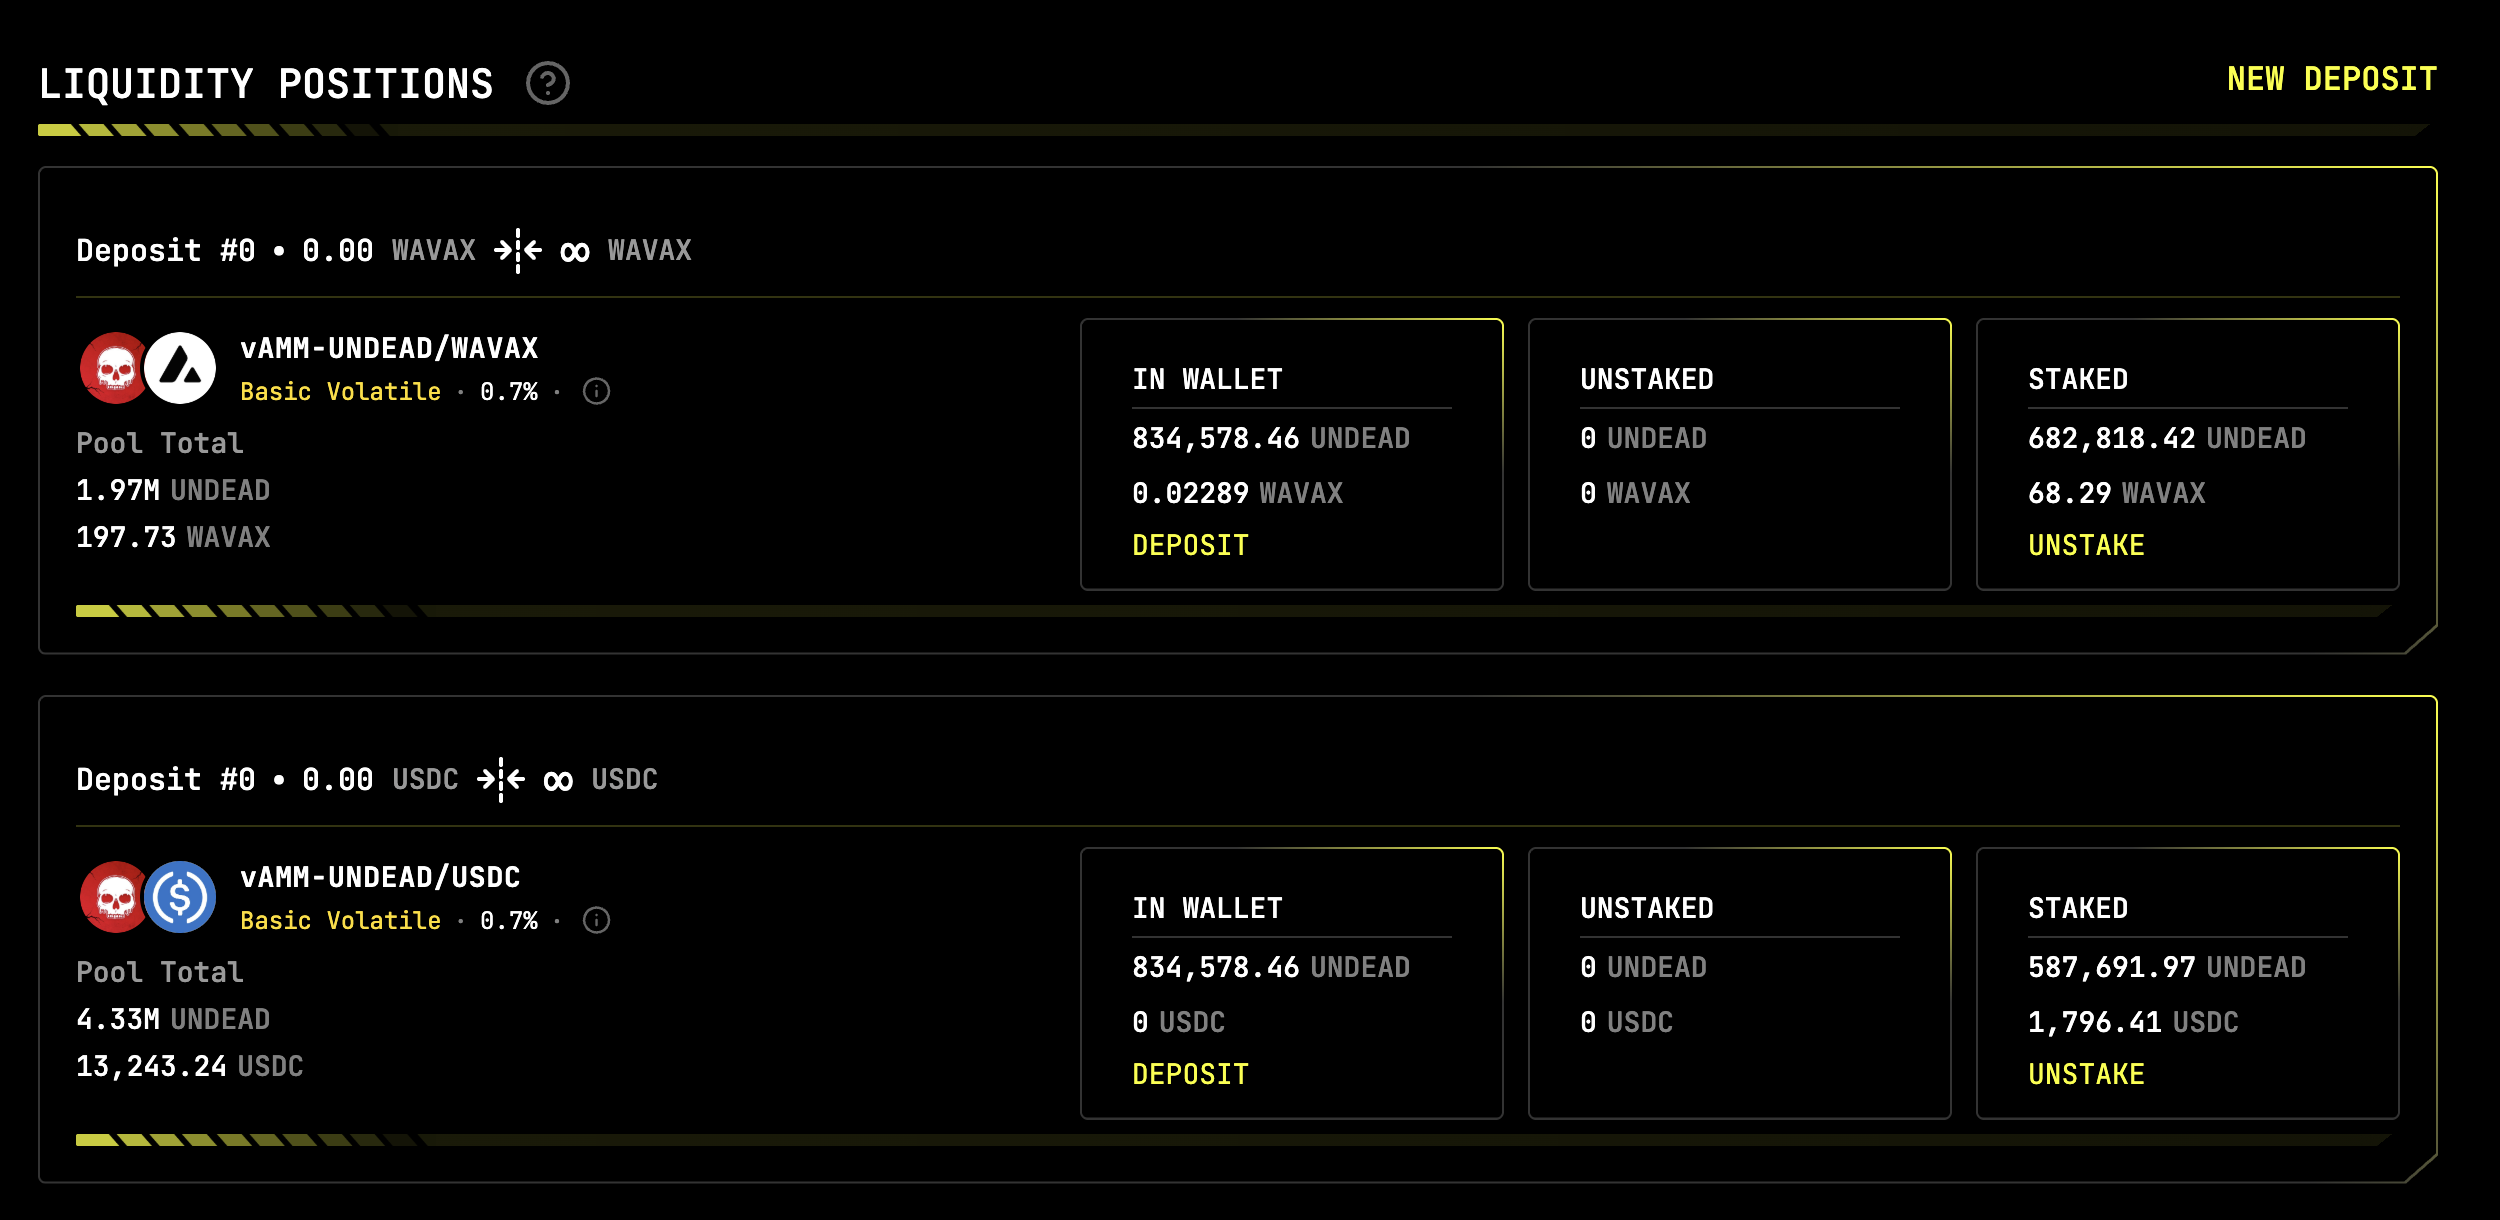 LIQUIDITY POSITIONS
NEW DEPOSIT
Deposit #0 • 0.00 WAVAX ∞ WAVAX
vAMM-UNDEAD/WAVAX
Basic Volatile · 0.7% ·
Pool Total
1.97M UNDEAD
197.73 WAVAX
IN WALLET
834,578.46 UNDEAD
0.02289 WAVAX
DEPOSIT
UNSTAKED
0 UNDEAD
0 WAVAX
STAKED
682,818.42 UNDEAD
68.29 WAVAX
UNSTAKE
Deposit #0 • 0.00 USDC ∞ USDC
vAMM-UNDEAD/USDC
Basic Volatile · 0.7% ·
Pool Total
4.33M UNDEAD
13,243.24 USDC
IN WALLET
834,578.46 UNDEAD
0 USDC
DEPOSIT
UNSTAKED
0 UNDEAD
0 USDC
STAKED
587,691.97 UNDEAD
1,796.41 USDC
UNSTAKE